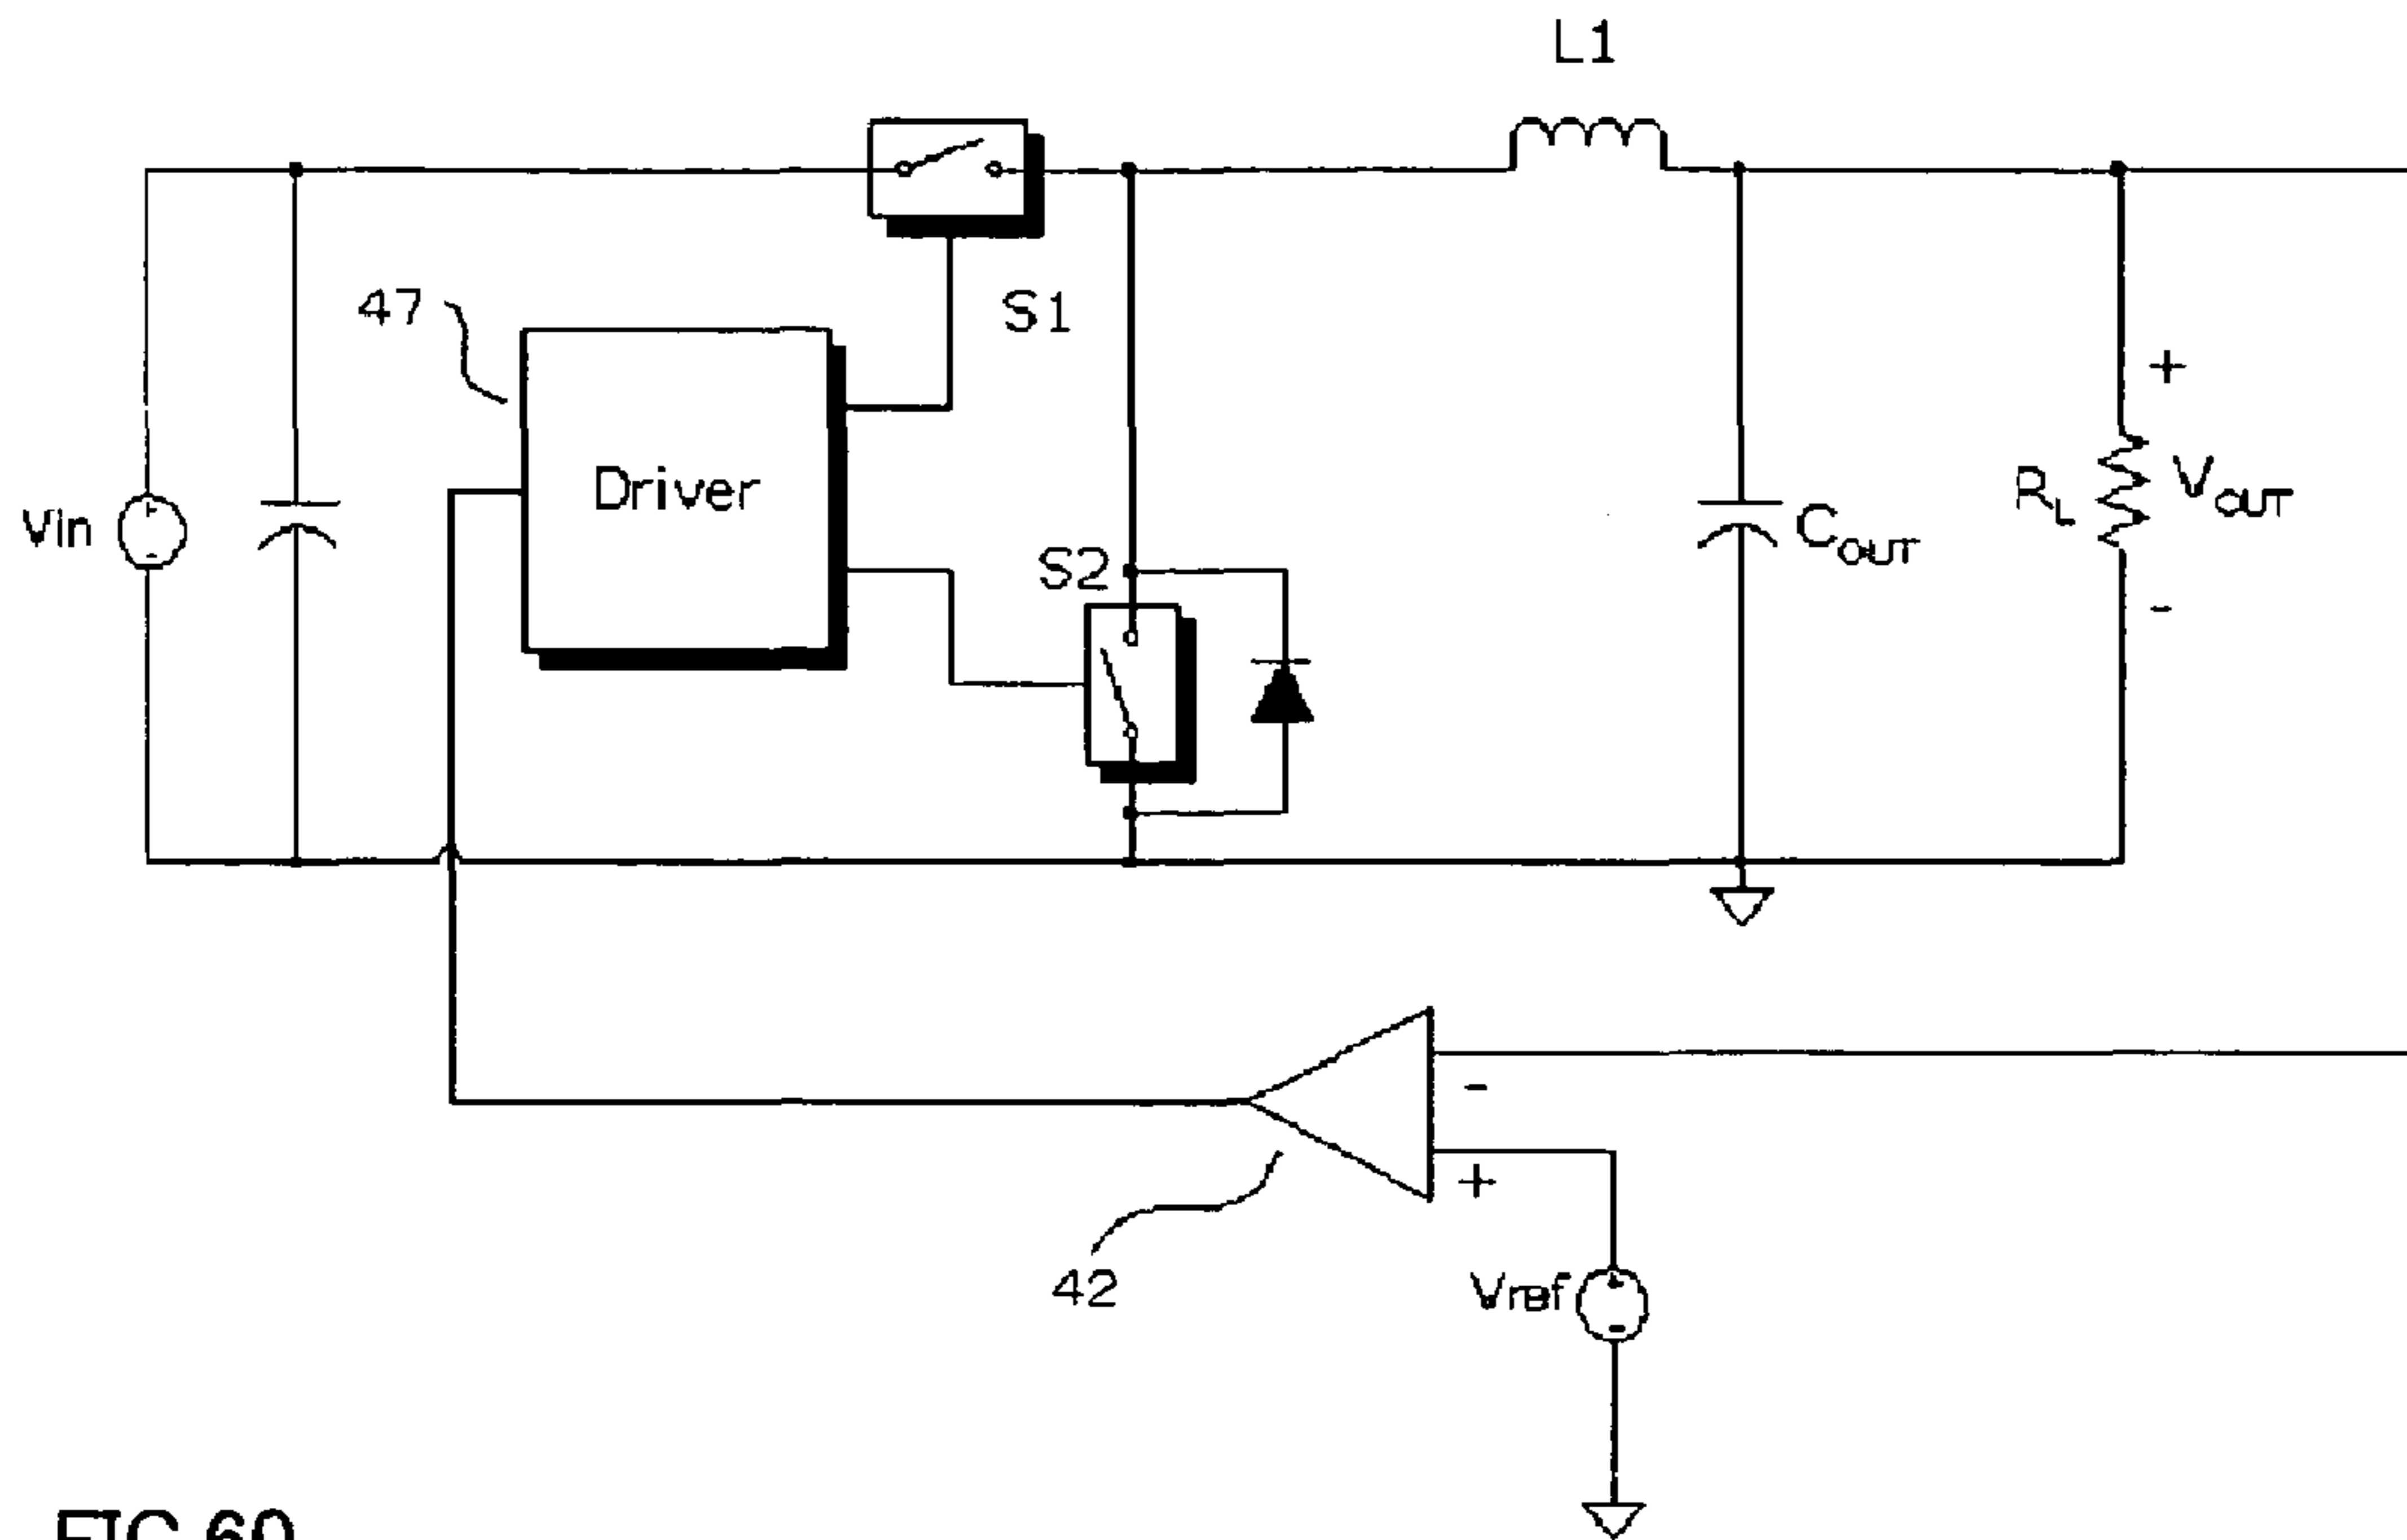 L1
47
S1
Driver
Vin
S2
RL
VOUT
COUT
+
-
-
+
42
Vref
FIG.60